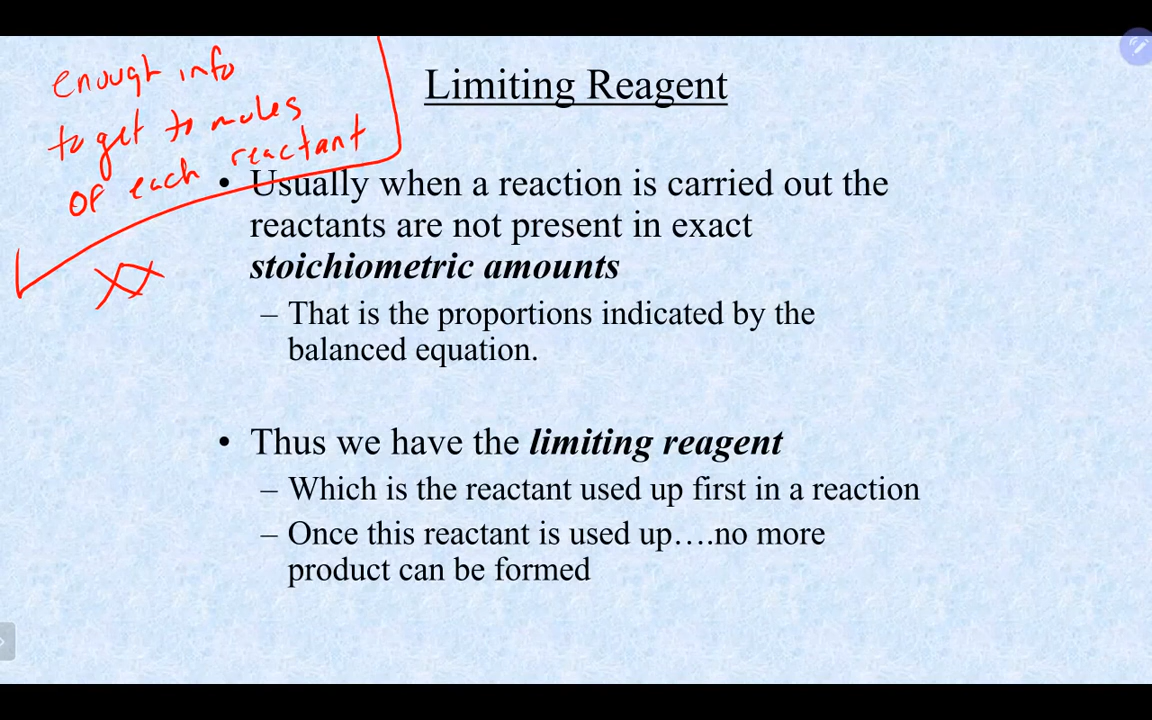 enough info
to get to moles
of each reactant
Limiting Reagent
• Usually when a reaction is carried out the
reactants are not present in exact
stoichiometric amounts
– That is the proportions indicated by the
balanced equation.
• Thus we have the limiting reagent
– Which is the reactant used up first in a reaction
– Once this reactant is used up….no more
product can be formed